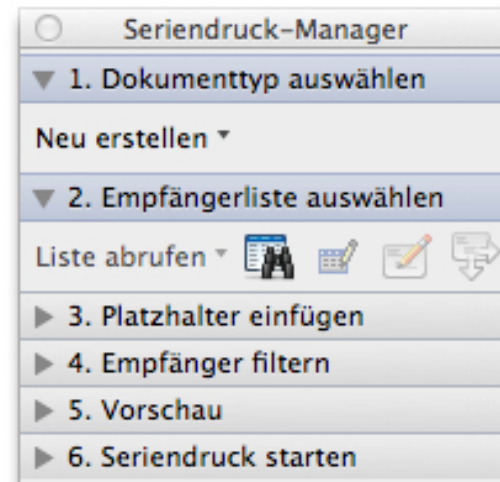 Seriendruck-Manager
1. Dokumenttyp auswählen
Neu erstellen
2. Empfängerliste auswählen
Liste abrufen
3. Platzhalter einfügen
4. Empfänger filtern
5. Vorschau
6. Seriendruck starten